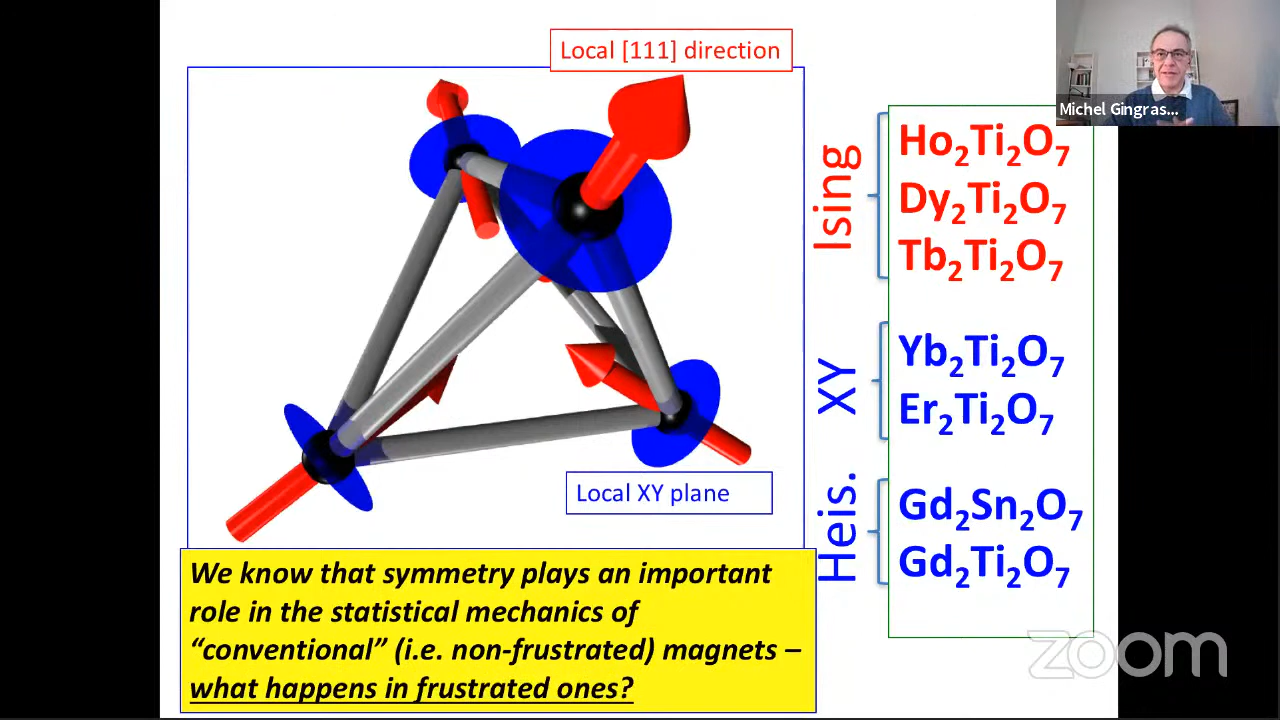 Local [111] direction
Michel Gingras...
Ising
Ho2Ti2O7
Dy2Ti2O7
Tb2Ti2O7
XY
Yb2Ti2O7
Er2Ti2O7
Local XY plane
Heis.
Gd2Sn2O7
Gd2Ti2O7
We know that symmetry plays an important
role in the statistical mechanics of
“conventional” (i.e. non-frustrated) magnets –
what happens in frustrated ones?
zoom